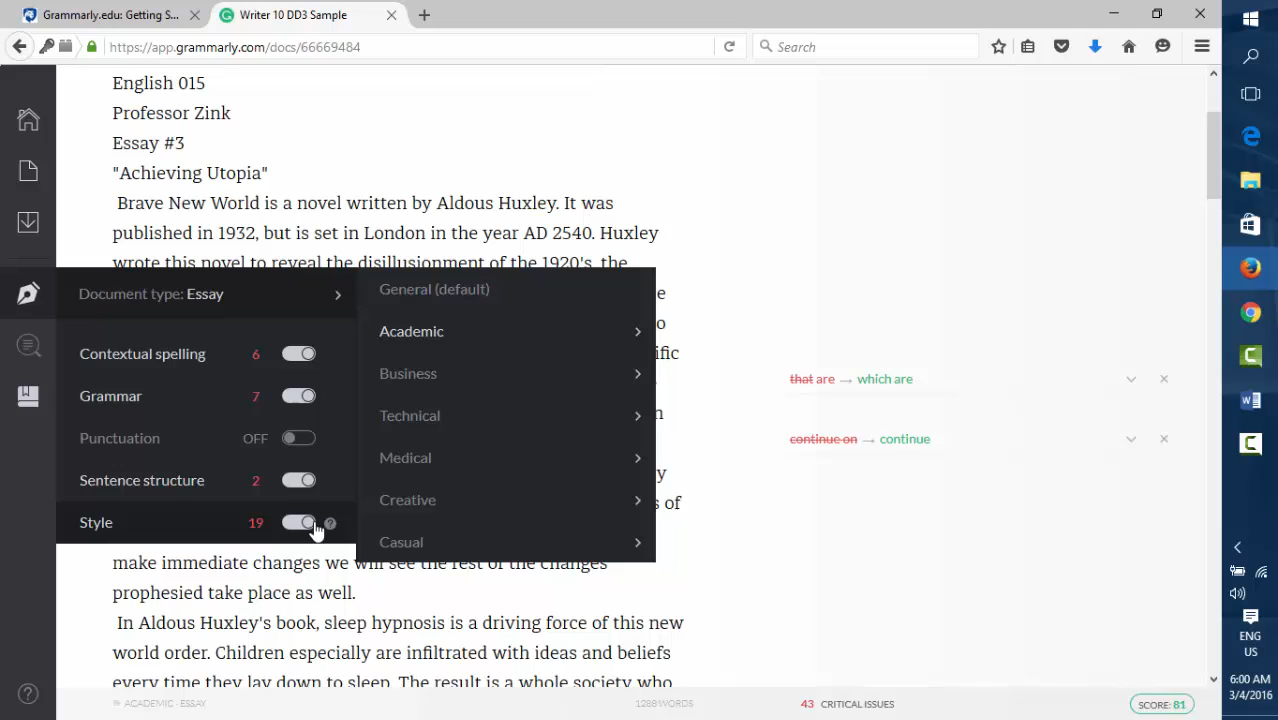 Grammarly.edu: Getting S...
Writer 10 DD3 Sample
https://app.grammarly.com/docs/66669484
Search
English 015
Professor Zink
Essay #3
"Achieving Utopia"
Brave New World is a novel written by Aldous Huxley. It was
published in 1932, but is set in London in the year AD 2540. Huxley
wrote this novel to reveal the disillusionment of the 1920's, the
Document type: Essay
Contextual spelling 6
Grammar 7
Punctuation OFF
Sentence structure 2
Style 19
General (default)
Academic
Business
Technical
Medical
Creative
Casual
that are → which are
continue on → continue
make immediate changes we will see the rest of the changes
prophesied take place as well.
In Aldous Huxley's book, sleep hypnosis is a driving force of this new
world order. Children especially are infiltrated with ideas and beliefs
every time they lay down to sleep. The result is a whole society who
ACADEMIC - ESSAY
1288 WORDS
43 CRITICAL ISSUES
SCORE: 81
ENG
US
6:00 AM
3/4/2016